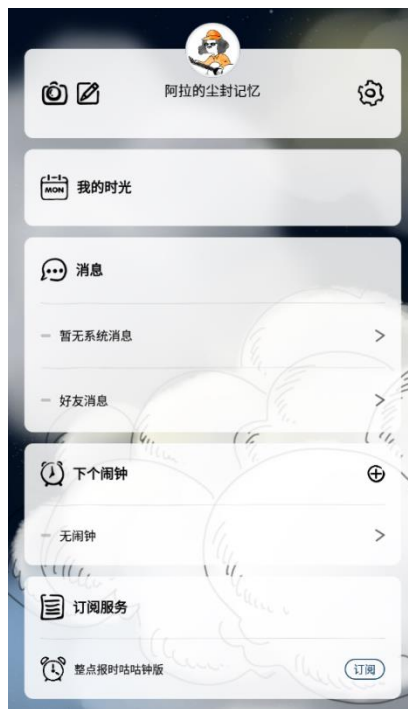 阿拉的尘封记忆
MON
我的时光
消息
暂无系统消息
好友消息
下个闹钟
无闹钟
订阅服务
整点报时咕咕钟版
订阅